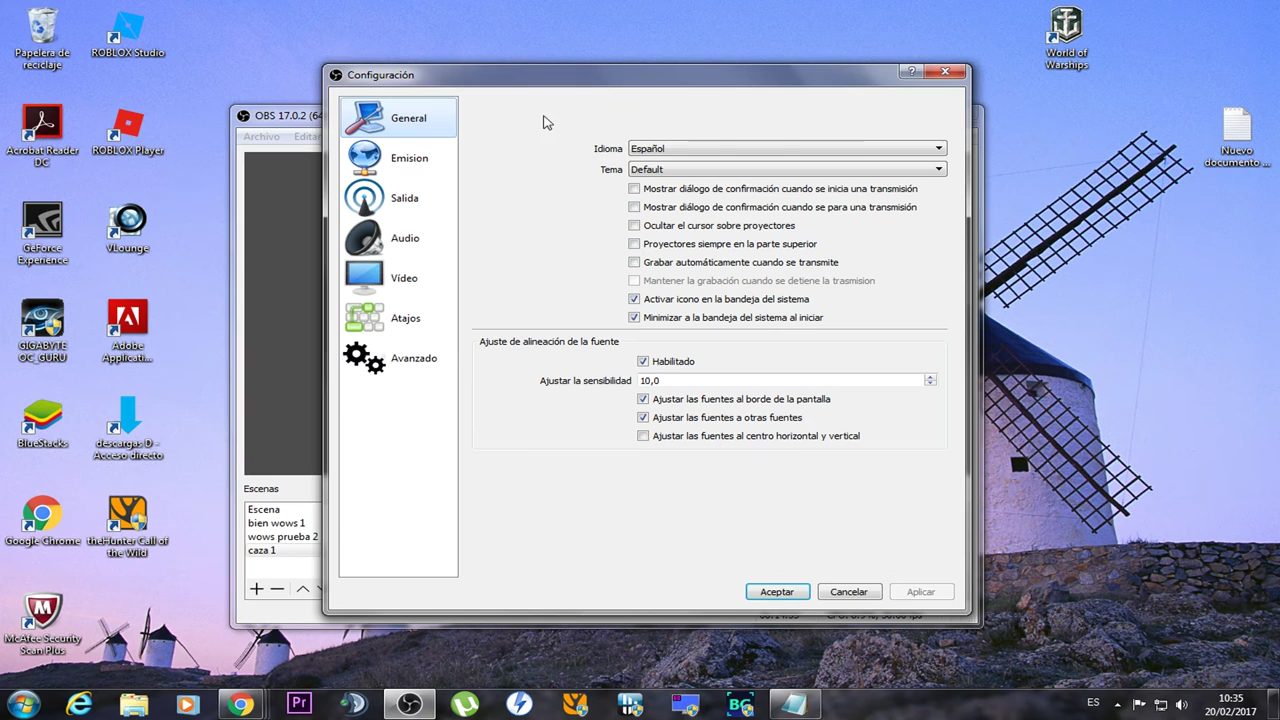 Papelera de
reciclaje
ROBLOX Studio
World of
Warships
Acrobat Reader
DC
ROBLOX Player
Nuevo
documento ...
GeForce
Experience
VLounge
GIGABYTE
OC_GURU
Adobe
Applicati...
BlueStacks
descargas D -
Acceso directo
Google Chrome
theHunter Call of
the Wild
McAfee Security
Scan Plus
OBS 17.0.2 (64
Archivo
Editar
Escenas
Escena
bien wows 1
wows prueba 2
caza 1
Configuración
General
Emision
Salida
Audio
Vídeo
Atajos
Avanzado
Idioma Español
Tema Default
Mostrar diálogo de confirmación cuando se inicia una transmisión
Mostrar diálogo de confirmación cuando se para una transmisión
Ocultar el cursor sobre proyectores
Proyectores siempre en la parte superior
Grabar automáticamente cuando se transmite
Mantener la grabación cuando se detiene la trasmision
Activar icono en la bandeja del sistema
Minimizar a la bandeja del sistema al iniciar
Ajuste de alineación de la fuente
Habilitado
Ajustar la sensibilidad 10,0
Ajustar las fuentes al borde de la pantalla
Ajustar las fuentes a otras fuentes
Ajustar las fuentes al centro horizontal y vertical
Aceptar
Cancelar
Aplicar
Pr
BG
ES
10:35
20/02/2017